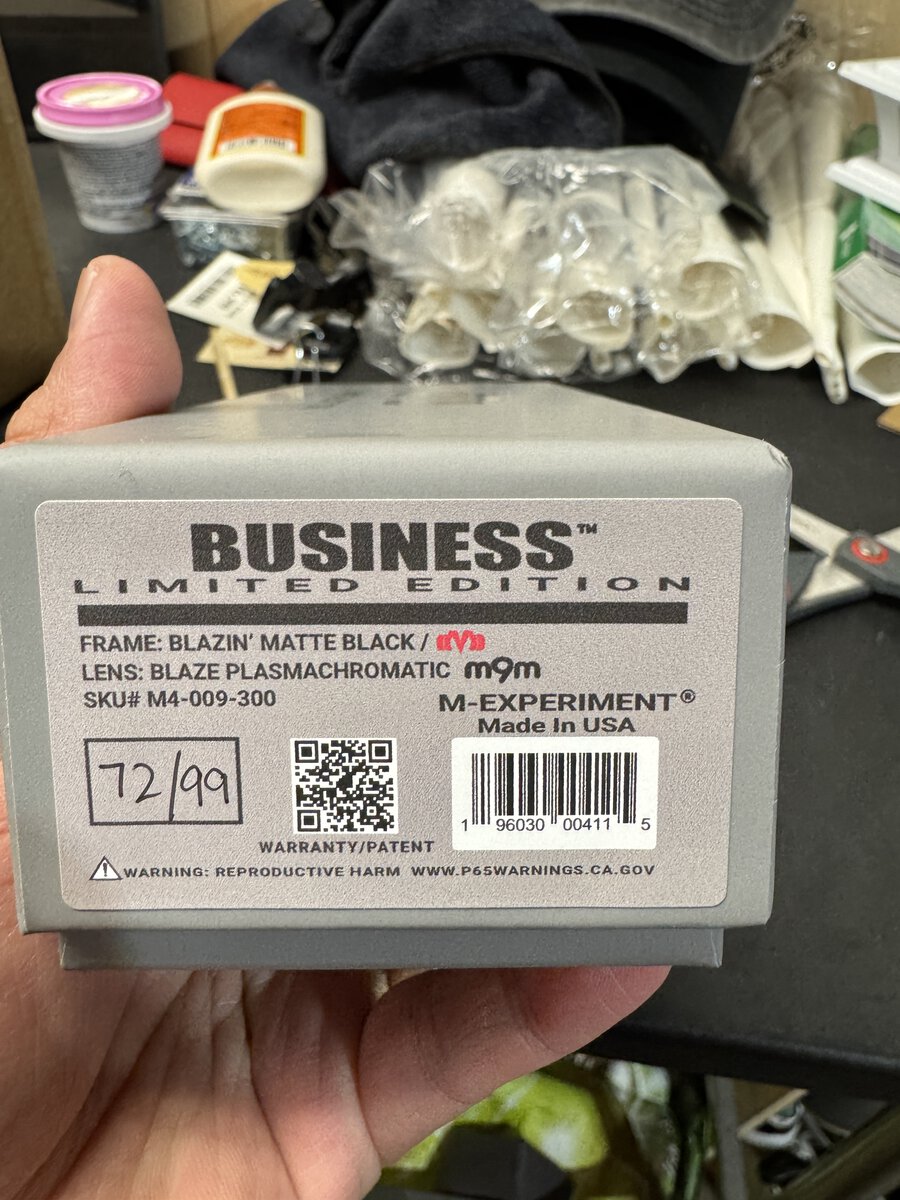 BUSINESS™
LIMITED EDITION
FRAME: BLAZIN' MATTE BLACK /
LENS: BLAZE PLASMACHROMATIC m9m
SKU# M4-009-300
M-EXPERIMENT®
Made In USA
72/99
1 96030 00411 5
WARRANTY/PATENT
WARNING: REPRODUCTIVE HARM WWW.P65WARNINGS.CA.GOV